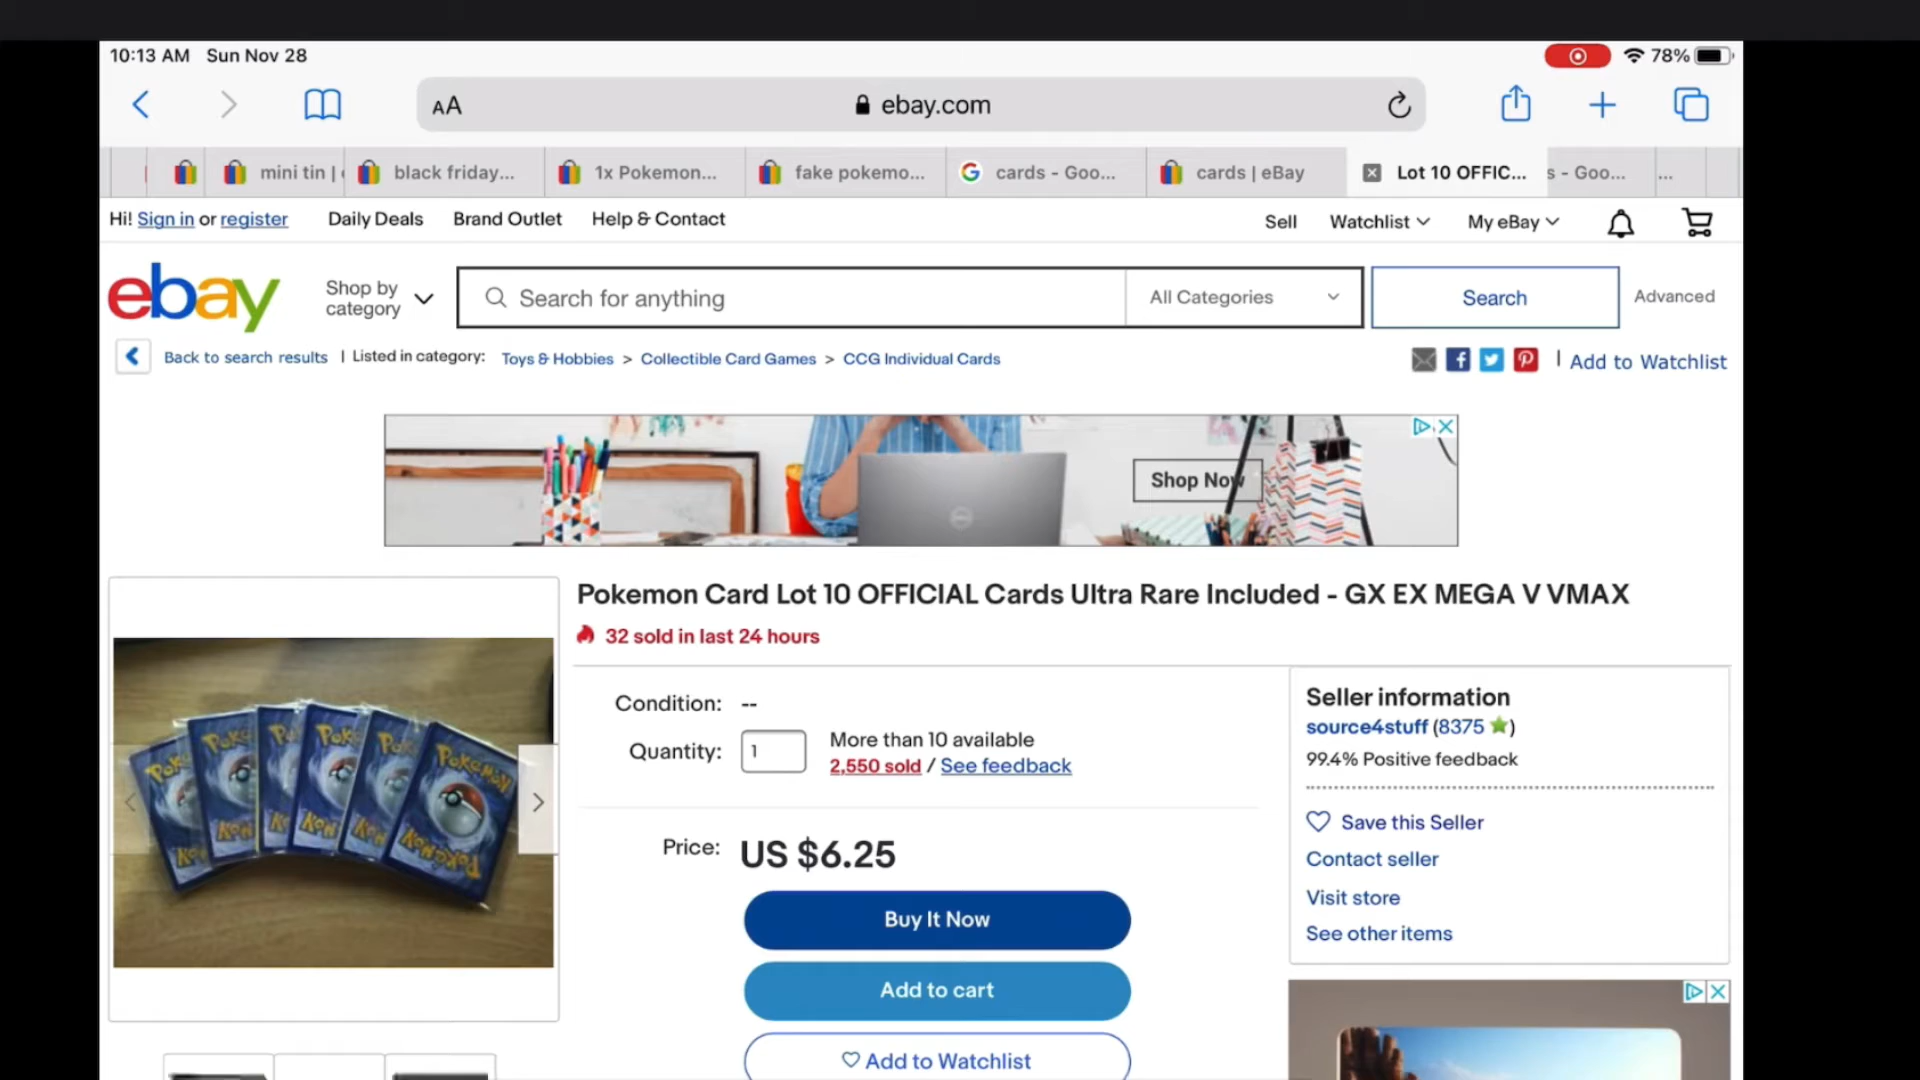 10:13 AM Sun Nov 28
78%
AA
ebay.com
mini tin |
black friday...
1x Pokemon...
fake pokemo...
cards - Goo...
cards | eBay
Lot 10 OFFIC...
s - Goo...
...
Hi! Sign in or register
Daily Deals
Brand Outlet
Help & Contact
Sell
Watchlist
My eBay
ebay
Shop by
category
Search for anything
All Categories
Search
Advanced
Back to search results | Listed in category: Toys & Hobbies > Collectible Card Games > CCG Individual Cards
| Add to Watchlist
Shop Now
Pokemon Card Lot 10 OFFICIAL Cards Ultra Rare Included - GX EX MEGA V VMAX
32 sold in last 24 hours
Condition: --
Quantity: 1
More than 10 available
2,550 sold / See feedback
Price: US $6.25
Buy It Now
Add to cart
Add to Watchlist
Seller information
source4stuff (8375)
99.4% Positive feedback
Save this Seller
Contact seller
Visit store
See other items